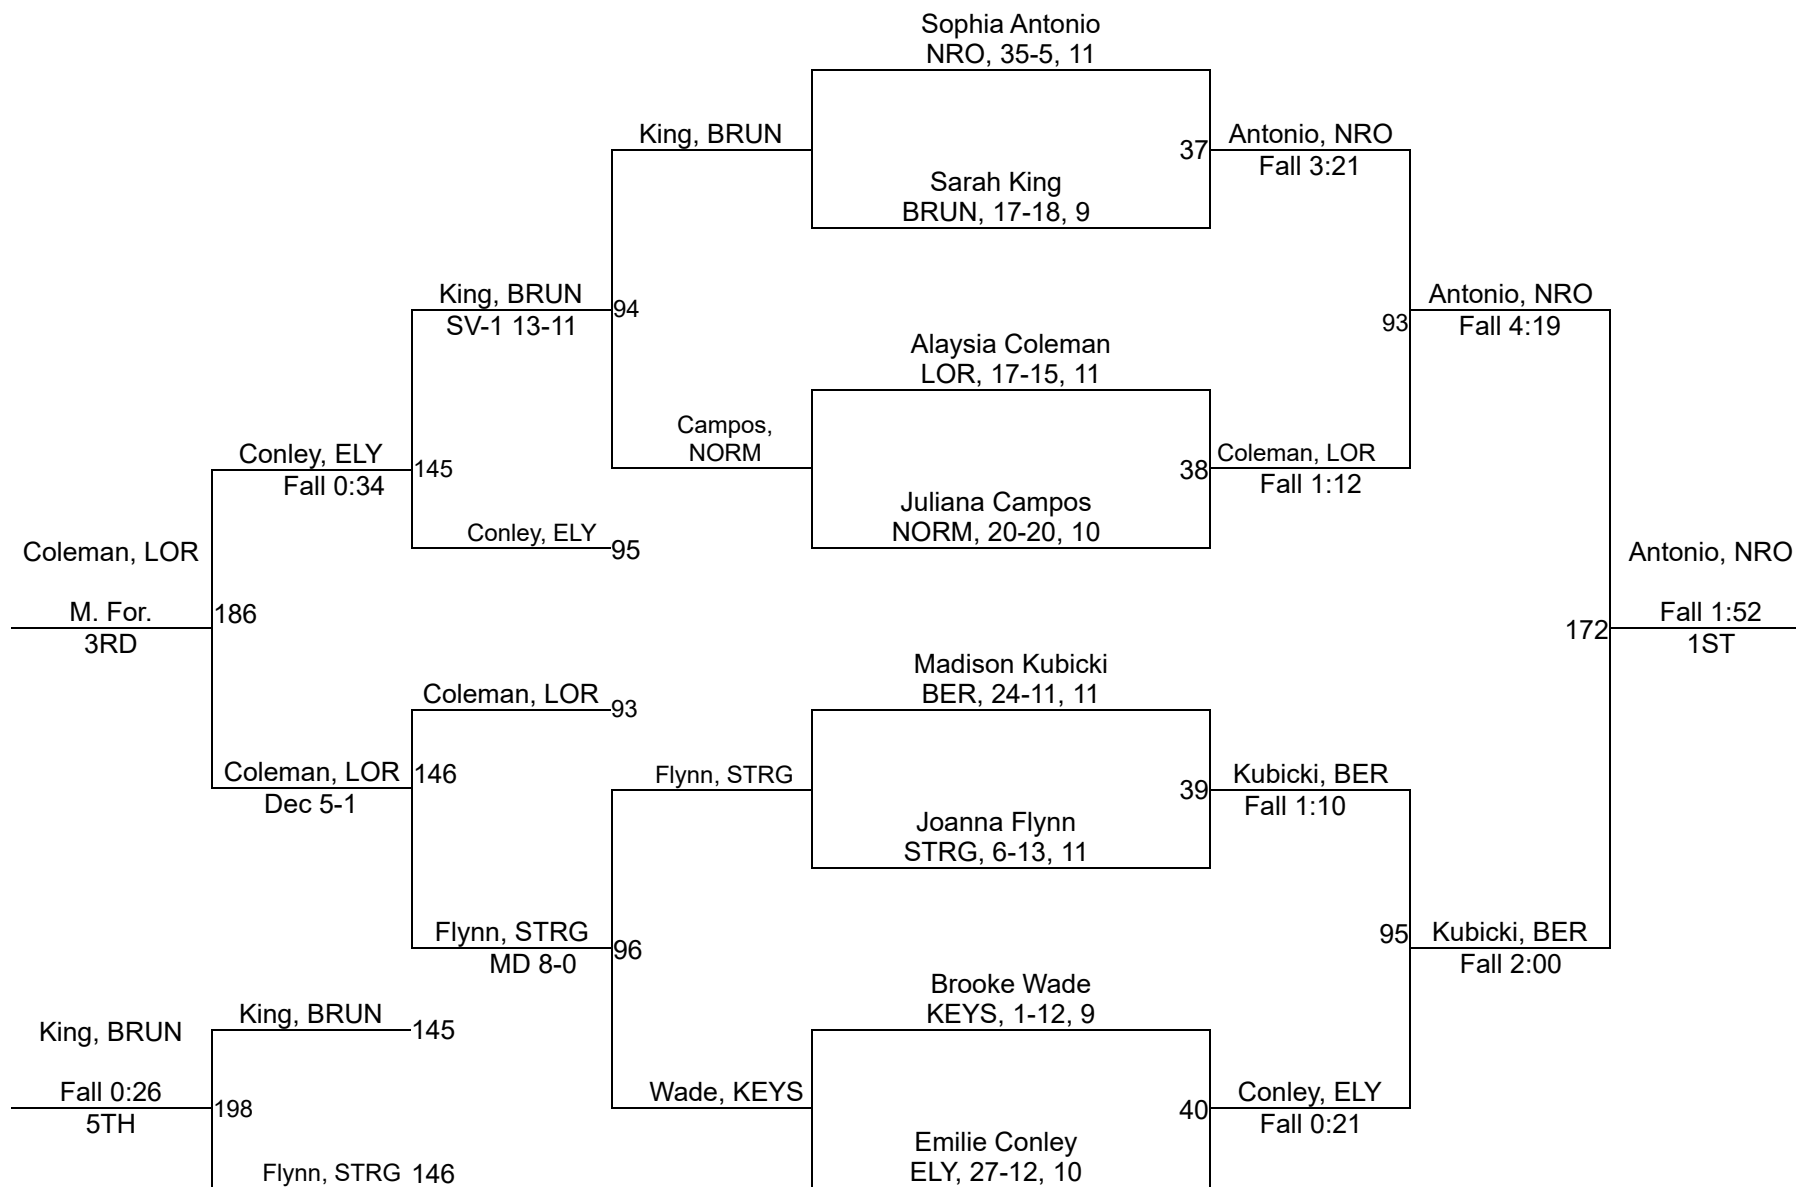 Sophia Antonio
NRO, 35-5, 11
King, BRUN
37
Antonio, NRO
Fall 3:21
Sarah King
BRUN, 17-18, 9
King, BRUN
SV-1 13-11
94
Antonio, NRO
Fall 4:19
93
Alaysia Coleman
LOR, 17-15, 11
Campos,
NORM
38
Coleman, LOR
Fall 1:12
Conley, ELY
Fall 0:34
145
Juliana Campos
NORM, 20-20, 10
Conley, ELY
95
Coleman, LOR
M. For.
3RD
186
Antonio, NRO
Fall 1:52
1ST
172
Madison Kubicki
BER, 24-11, 11
Coleman, LOR
93
Coleman, LOR
Dec 5-1
146
Flynn, STRG
39
Kubicki, BER
Fall 1:10
Joanna Flynn
STRG, 6-13, 11
Flynn, STRG
MD 8-0
96
95
Kubicki, BER
Fall 2:00
Brooke Wade
KEYS, 1-12, 9
King, BRUN
King, BRUN
145
Fall 0:26
5TH
198
Wade, KEYS
40
Conley, ELY
Fall 0:21
Emilie Conley
ELY, 27-12, 10
Flynn, STRG
146